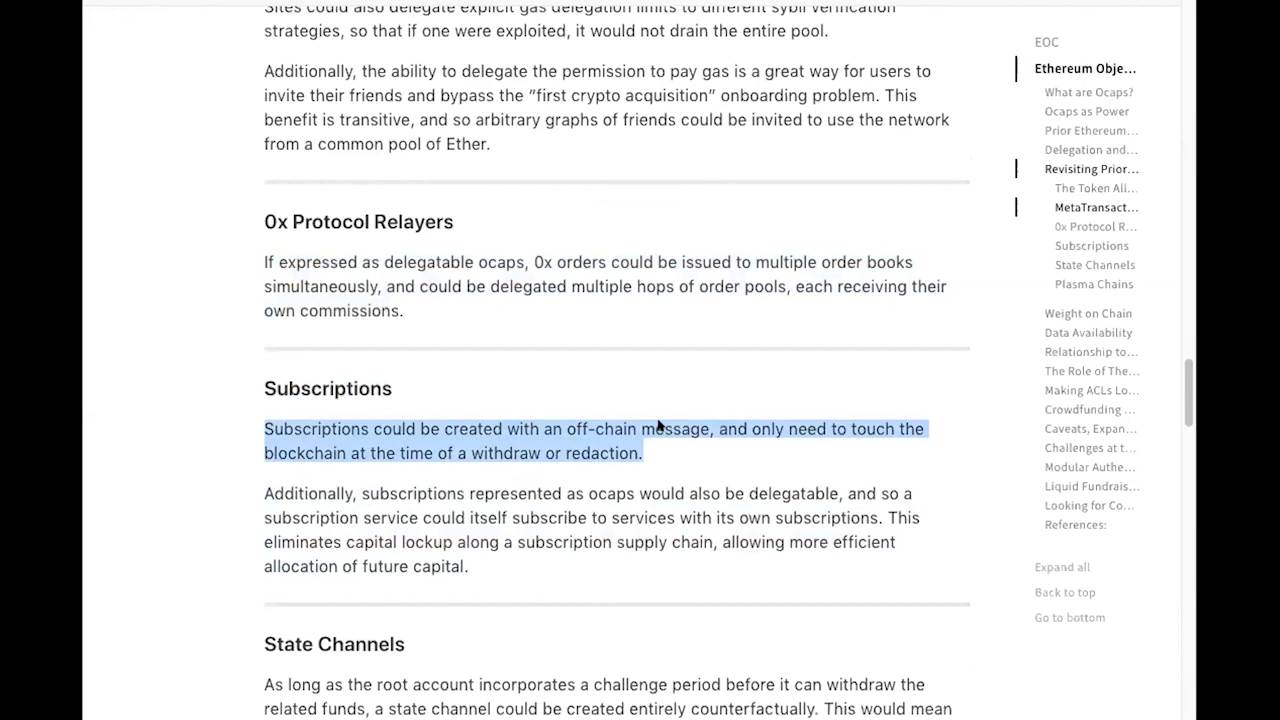 Sites could also delegate explicit gas delegation limits to different sybil verification
strategies, so that if one were exploited, it would not drain the entire pool.
Additionally, the ability to delegate the permission to pay gas is a great way for users to
invite their friends and bypass the “first crypto acquisition” onboarding problem. This
benefit is transitive, and so arbitrary graphs of friends could be invited to use the network
from a common pool of Ether.
0x Protocol Relayers
If expressed as delegatable ocaps, 0x orders could be issued to multiple order books
simultaneously, and could be delegated multiple hops of order pools, each receiving their
own commissions.
Subscriptions
Subscriptions could be created with an off-chain message, and only need to touch the
blockchain at the time of a withdraw or redaction.
Additionally, subscriptions represented as ocaps would also be delegatable, and so a
subscription service could itself subscribe to services with its own subscriptions. This
eliminates capital lockup along a subscription supply chain, allowing more efficient
allocation of future capital.
State Channels
As long as the root account incorporates a challenge period before it can withdraw the
related funds, a state channel could be created entirely counterfactually. This would mean
EOC
Ethereum Obje...
What are Ocaps?
Ocaps as Power
Prior Ethereum...
Delegation and...
Revisiting Prior...
The Token All...
MetaTransact...
0x Protocol R...
Subscriptions
State Channels
Plasma Chains
Weight on Chain
Data Availability
Relationship to...
The Role of The...
Making ACLs Lo...
Crowdfunding ...
Caveats, Expan...
Challenges at t...
Modular Authe...
Liquid Fundrais...
Looking for Co...
References:
Expand all
Back to top
Go to bottom